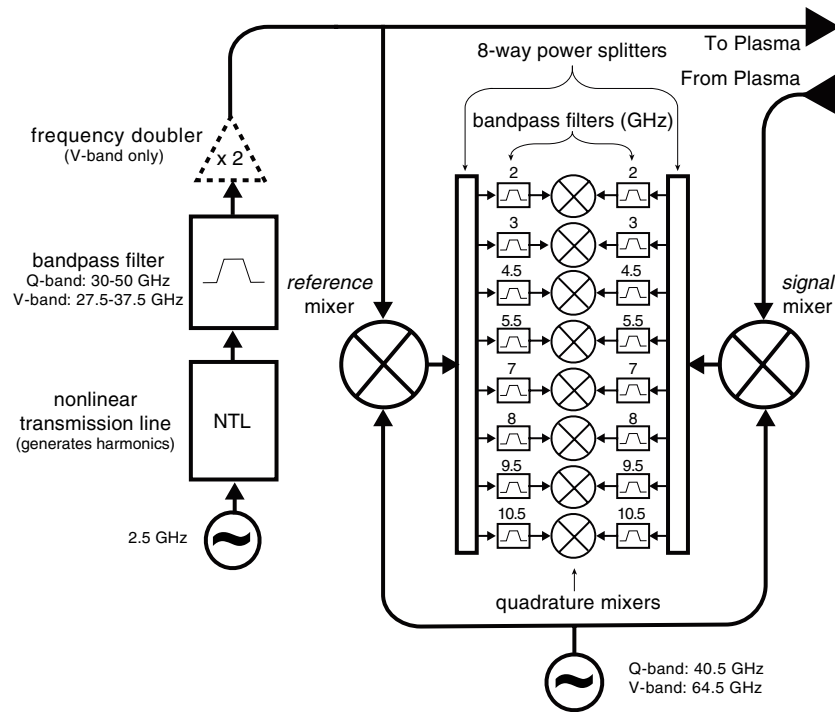 To Plasma
From Plasma
8-way power splitters
bandpass filters (GHz)
frequency doubler
(V-band only)
x 2
bandpass filter
Q-band: 30-50 GHz
V-band: 27.5-37.5 GHz
reference
mixer
signal
mixer
nonlinear
transmission line
(generates harmonics)
NTL
2.5 GHz
2 2
3 3
4.5 4.5
5.5 5.5
7 7
8 8
9.5 9.5
10.5 10.5
quadrature mixers
Q-band: 40.5 GHz
V-band: 64.5 GHz